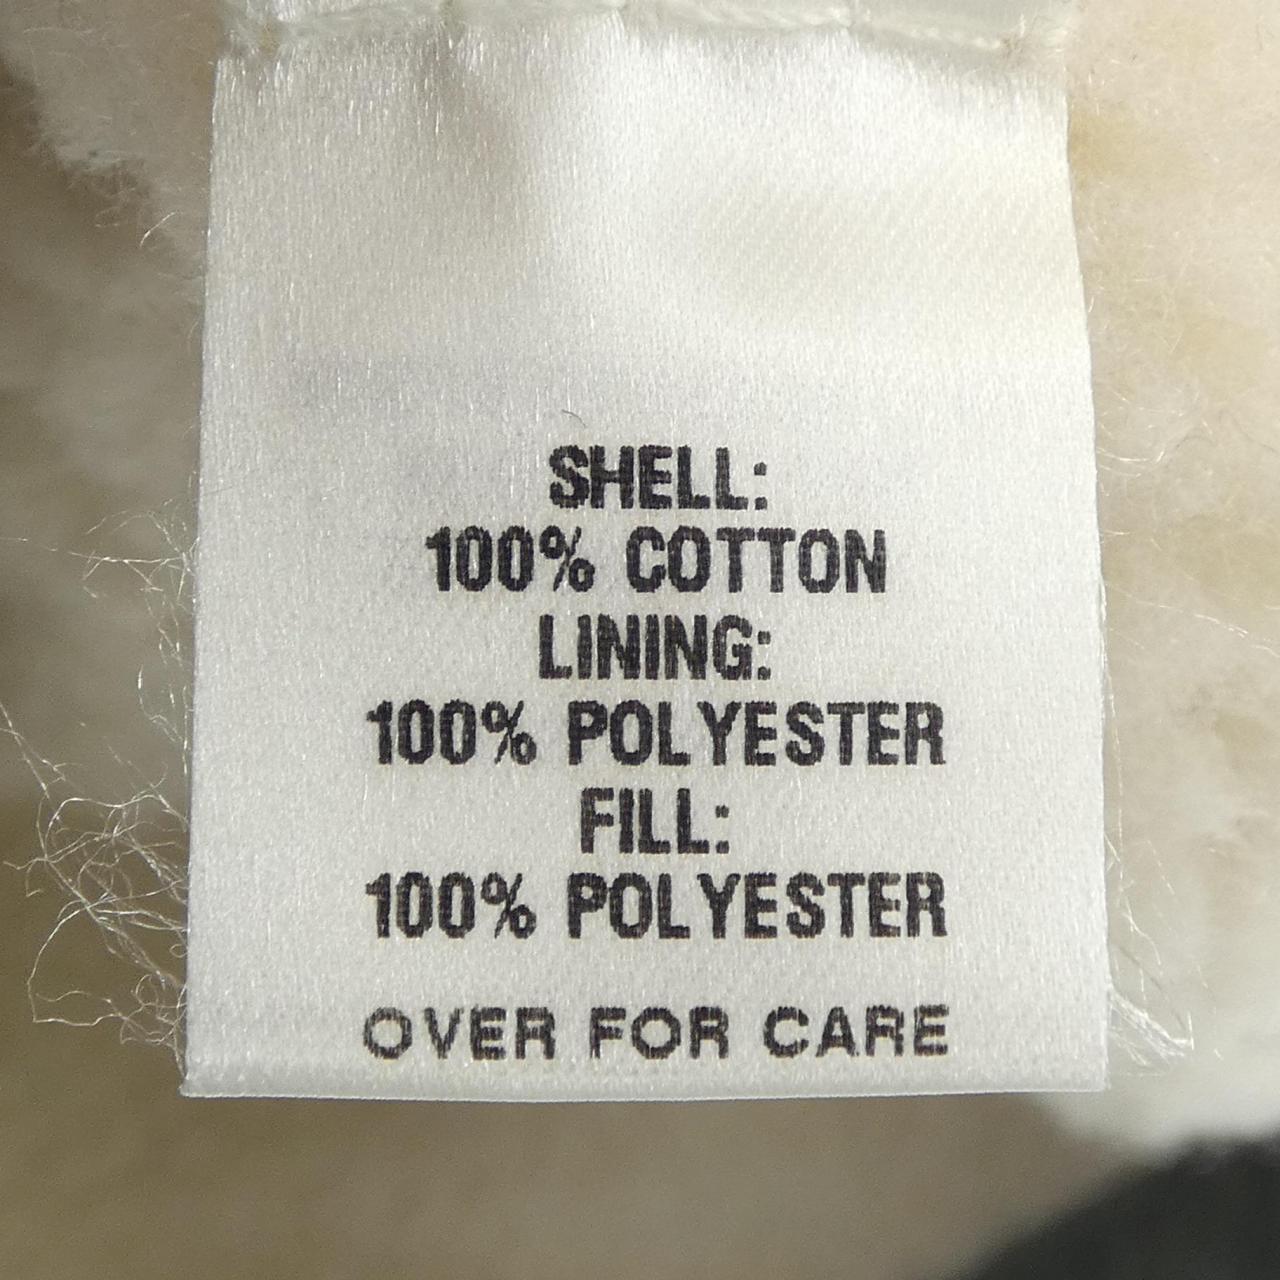 SHELL:
100% COTTON
LINING:
100% POLYESTER
FILL:
100% POLYESTER
OVER FOR CARE